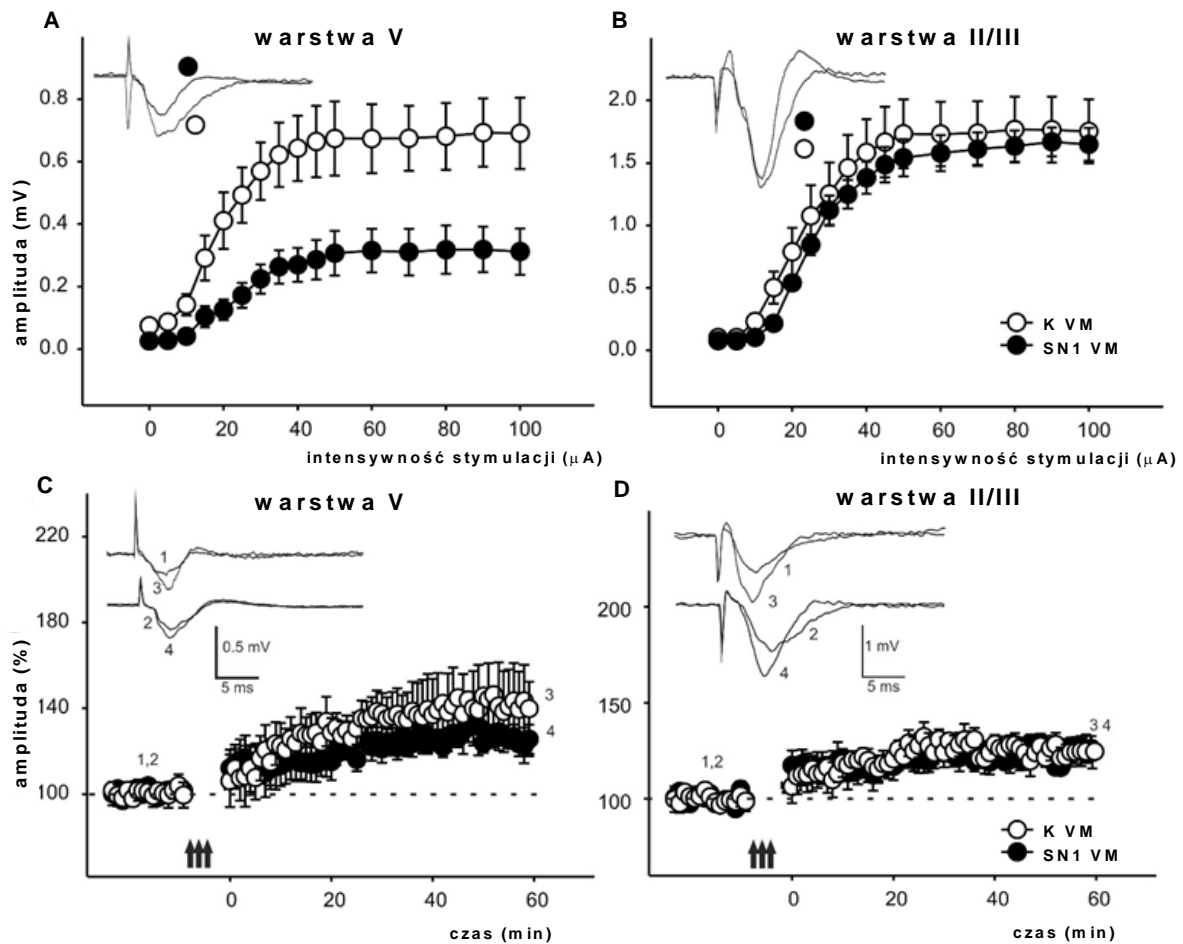 A
warstwa V
amplituda (mV)
0.8
0.6
0.4
0.2
0.0
0 20 40 60 80 100
intensywność stymulacji (μA)
B
warstwa II/III
2.0
1.5
1.0
0.5
0.0
K VM
SN1 VM
0 20 40 60 80 100
intensywność stymulacji (μA)
C
warstwa V
amplituda (%)
220
180
140
100
1
3
2
4
0.5 mV
5 ms
3
4
1,2
0 20 40 60
czas (min)
D
warstwa II/III
200
150
100
1
3
2
4
1 mV
5 ms
3 4
1,2
K VM
SN1 VM
0 20 40 60
czas (min)